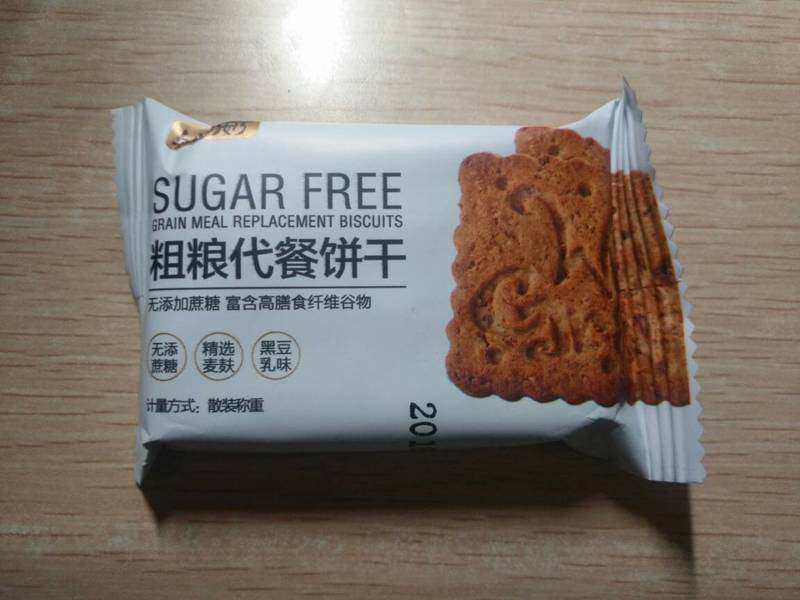 SUGAR FREE
GRAIN MEAL REPLACEMENT BISCUITS
粗粮代餐饼干
无添加蔗糖 富含高膳食纤维谷物
无添
蔗糖
精选
麦麸
黑豆
乳味
计量方式：散装称重
201